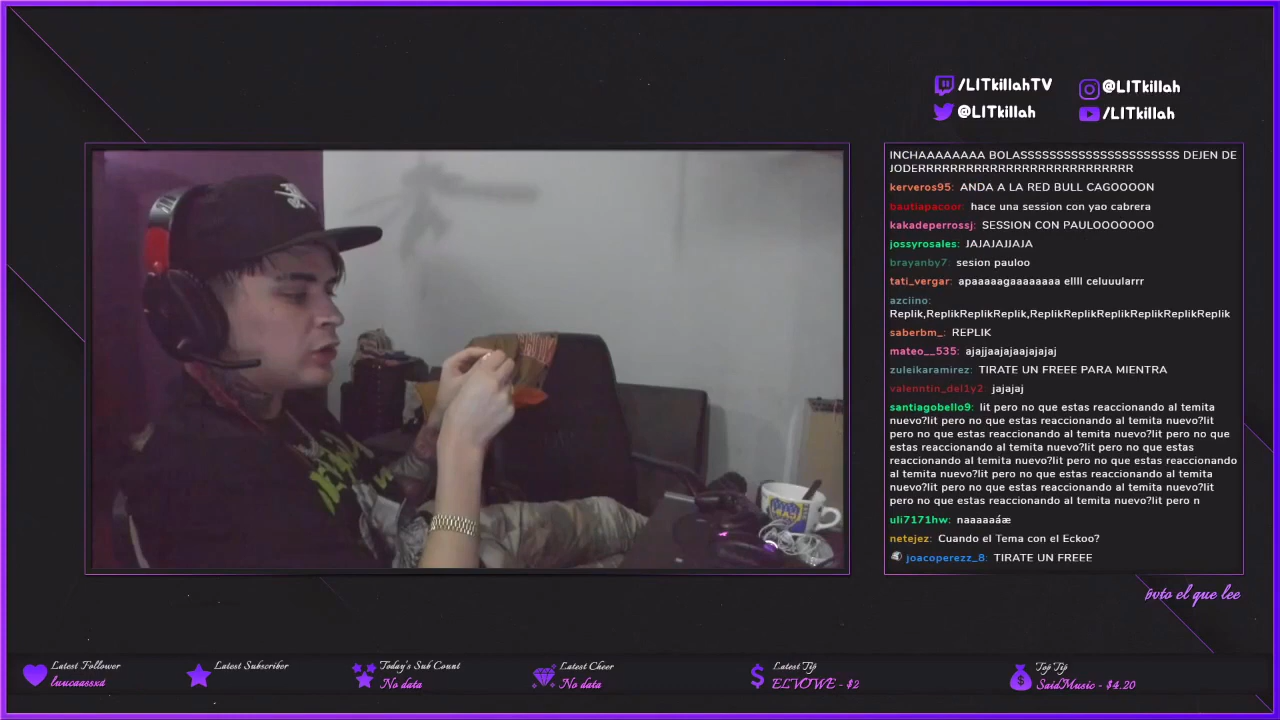 /LITkillahTV
@LITkillah
@LITkillah
/LITkillah
INCHAAAAAAAA BOLASSSSSSSSSSSSSSSSSSSSSS DEJEN DE
JODERRRRRRRRRRRRRRRRRRRRRRRRRR
kerveros95: ANDA A LA RED BULL CAGOOOON
bautiapacoor: hace una session con yao cabrera
kakadeperrossj: SESSION CON PAULOOOOOOO
jossyrosales: JAJAJAJJAJA
brayanby7: sesion pauloo
tati_vergar: apaaaaagaaaaaaaa ellll celuuularrr
azciino:
Replik,ReplikReplikReplik,ReplikReplikReplikReplikReplikReplik
saberbm_: REPLIK
mateo__535: ajajjaajajaajajajaj
zuleikaramirez: TIRATE UN FREEE PARA MIENTRA
valenntin_del1y2: jajajaj
santiagobello9: lit pero no que estas reaccionando al temita
nuevo?lit pero no que estas reaccionando al temita nuevo?lit
pero no que estas reaccionando al temita nuevo?lit pero no que
estas reaccionando al temita nuevo?lit pero no que estas
reaccionando al temita nuevo?lit pero no que estas reaccionando
al temita nuevo?lit pero no que estas reaccionando al temita
nuevo?lit pero no que estas reaccionando al temita nuevo?lit
pero no que estas reaccionando al temita nuevo?lit pero n
uli7171hw: naaaaaáæ
netejez: Cuando el Tema con el Eckoo?
joacoperezz_8: TIRATE UN FREEE
el que lee
Latest Follower
luucaassxd
Latest Subscriber
Today's Sub Count
No data
Latest Cheer
No data
Latest Tip
ELVOWE - $2
Top Tip
SaidMusic - $4.20